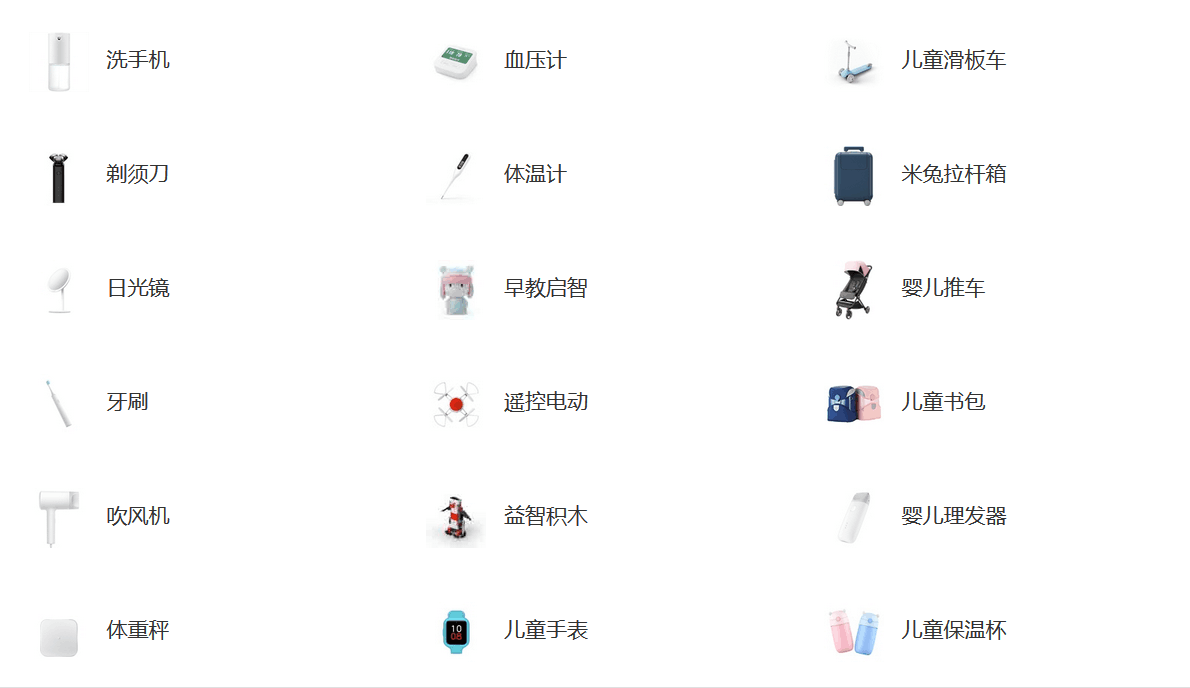 洗手机
血压计
儿童滑板车
剃须刀
体温计
米兔拉杆箱
日光镜
早教启智
婴儿推车
牙刷
遥控电动
儿童书包
吹风机
益智积木
婴儿理发器
体重秤
10
08
儿童手表
儿童保温杯